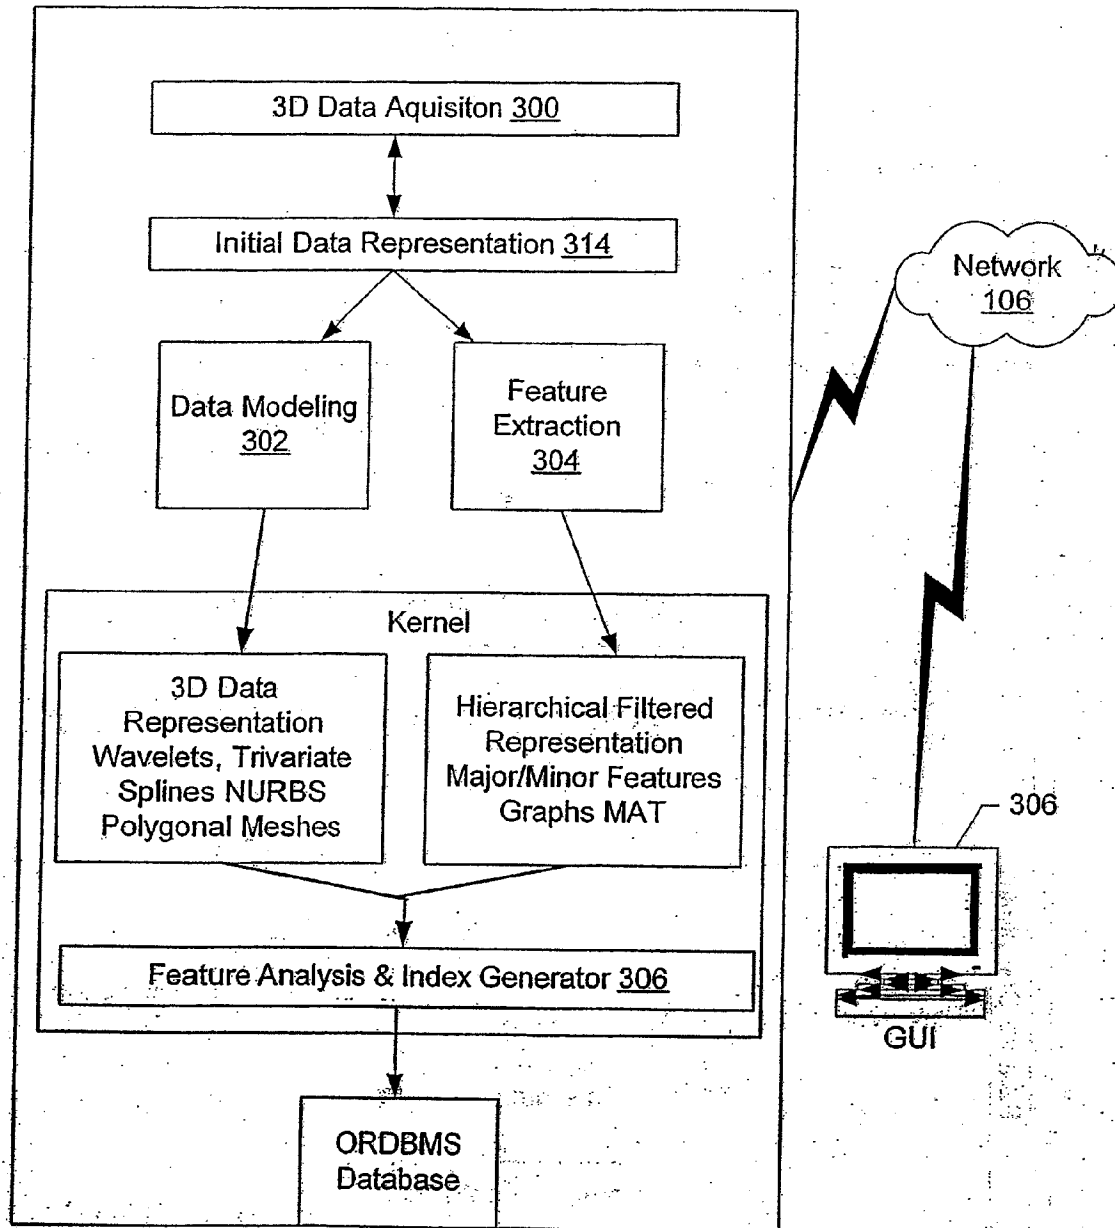 3D Data Aquisiton 300
Initial Data Representation 314
Network
106
Data Modeling
302
Feature
Extraction
304
Kernel
3D Data
Representation
Wavelets, Trivariate
Splines NURBS
Polygonal Meshes
Hierarchical Filtered
Representation
Major/Minor Features
Graphs MAT
306
Feature Analysis & Index Generator 306
GUI
ORDBMS
Database